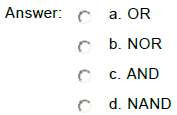 Answer: a. OR
b. NOR
c. AND
d. NAND